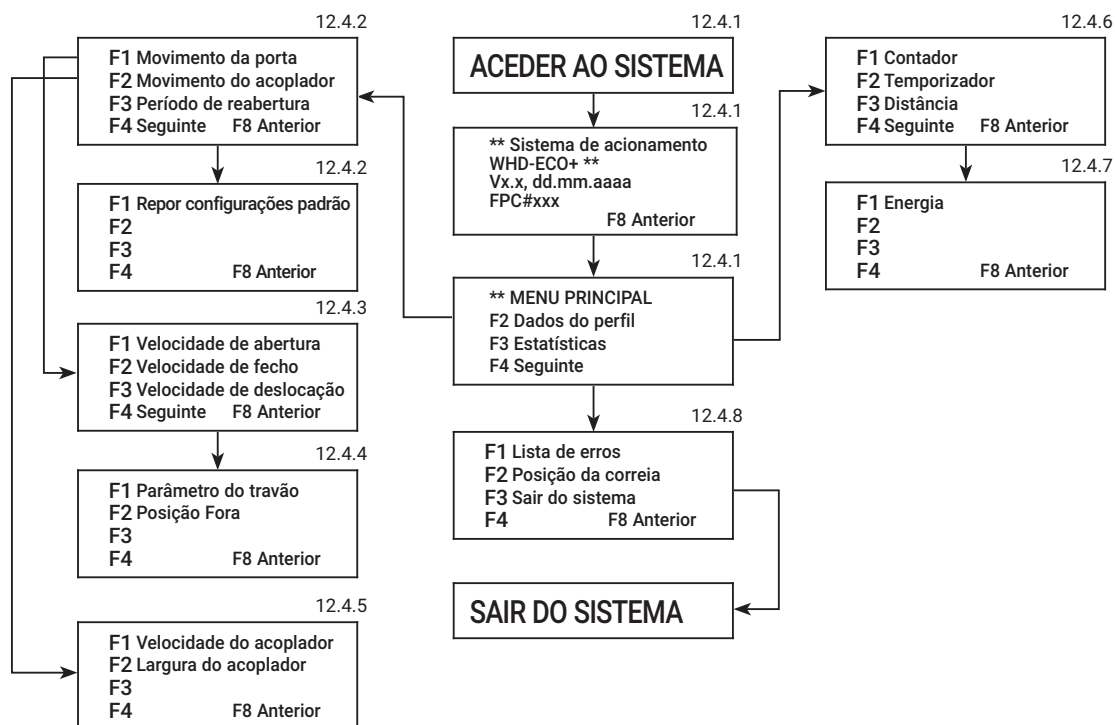 12.4.2
F1 Movimento da porta
F2 Movimento do acoplador
F3 Período de reabertura
F4 Seguinte F8 Anterior
12.4.2
F1 Repor configurações padrão
F2
F3
F4 F8 Anterior
12.4.3
F1 Velocidade de abertura
F2 Velocidade de fecho
F3 Velocidade de deslocação
F4 Seguinte F8 Anterior
12.4.4
F1 Parâmetro do travão
F2 Posição Fora
F3
F4 F8 Anterior
12.4.5
F1 Velocidade do acoplador
F2 Largura do acoplador
F3
F4 F8 Anterior
12.4.1
ACEDER AO SISTEMA
12.4.1
** Sistema de acionamento
WHD-ECO+ **
Vx.x, dd.mm.aaaa
FPC#xxx
F8 Anterior
12.4.1
** MENU PRINCIPAL
F2 Dados do perfil
F3 Estatísticas
F4 Seguinte
12.4.8
F1 Lista de erros
F2 Posição da correia
F3 Sair do sistema
F4 F8 Anterior
SAIR DO SISTEMA
12.4.6
F1 Contador
F2 Temporizador
F3 Distância
F4 Seguinte F8 Anterior
12.4.7
F1 Energia
F2
F3
F4 F8 Anterior